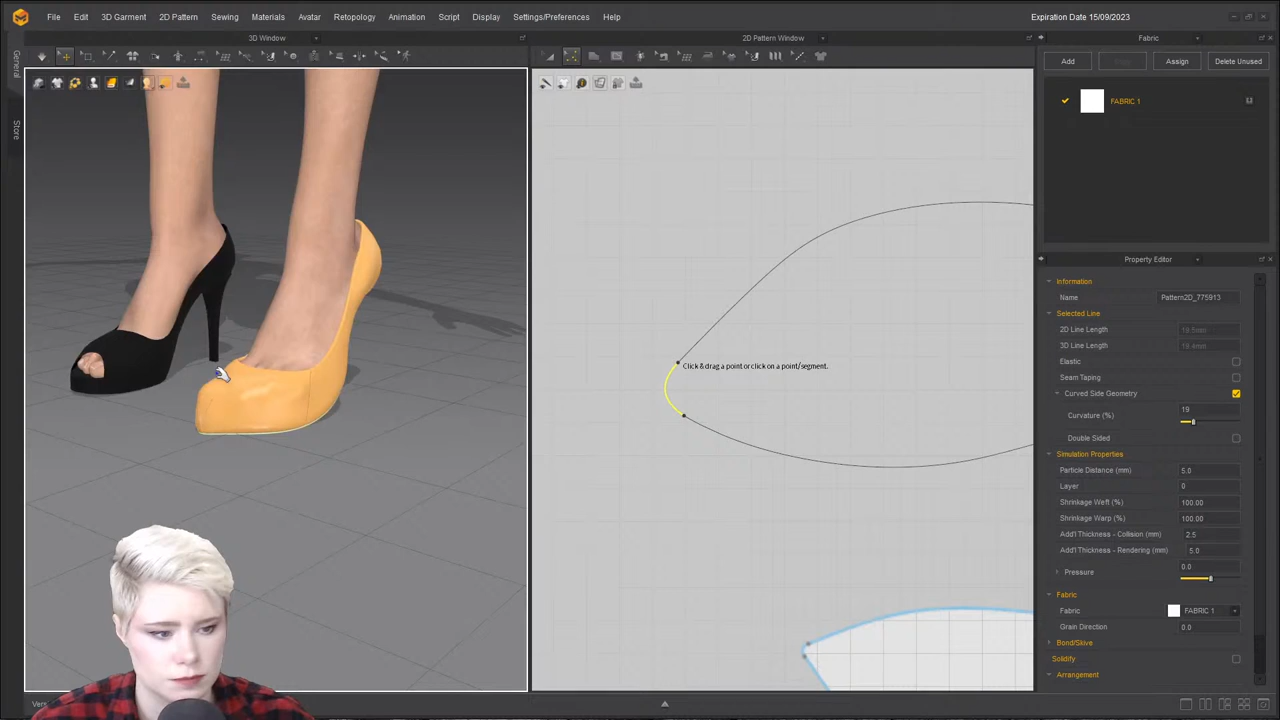 File Edit 3D Garment 2D Pattern Sewing Materials Avatar Retopology Animation Script Display Settings/Preferences Help Expiration Date 15/09/2023
3D Window
2D Pattern Window
Fabric
General
Store
Add
Assign
Delete Unused
FABRIC 1
Click & drag a point or click on a point/segment.
Property Editor
Information
Name Pattern2D_775913
Selected Line
2D Line Length
3D Line Length
Elastic
Seam Taping
Curved Side Geometry
Curvature (%) 19
Double Sided
Simulation Properties
Particle Distance (mm) 5.0
Layer 0
Shrinkage Weft (%) 100.00
Shrinkage Warp (%) 100.00
Add'l Thickness - Collision (mm) 2.5
Add'l Thickness - Rendering (mm) 5.0
Pressure 0.0
Fabric
Fabric FABRIC 1
Grain Direction 0.0
Bond/Skive
Solidify
Arrangement